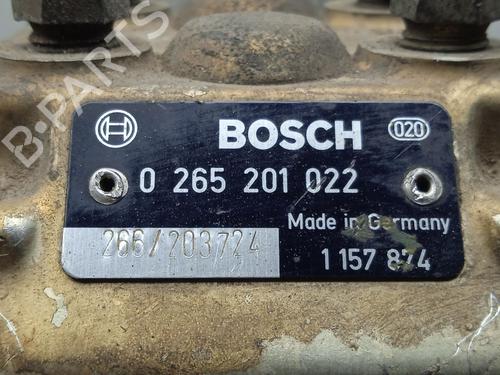 B-PARTS
BOSCH 020
0 265 201 022
Made in Germany
266/203724
1 157 874